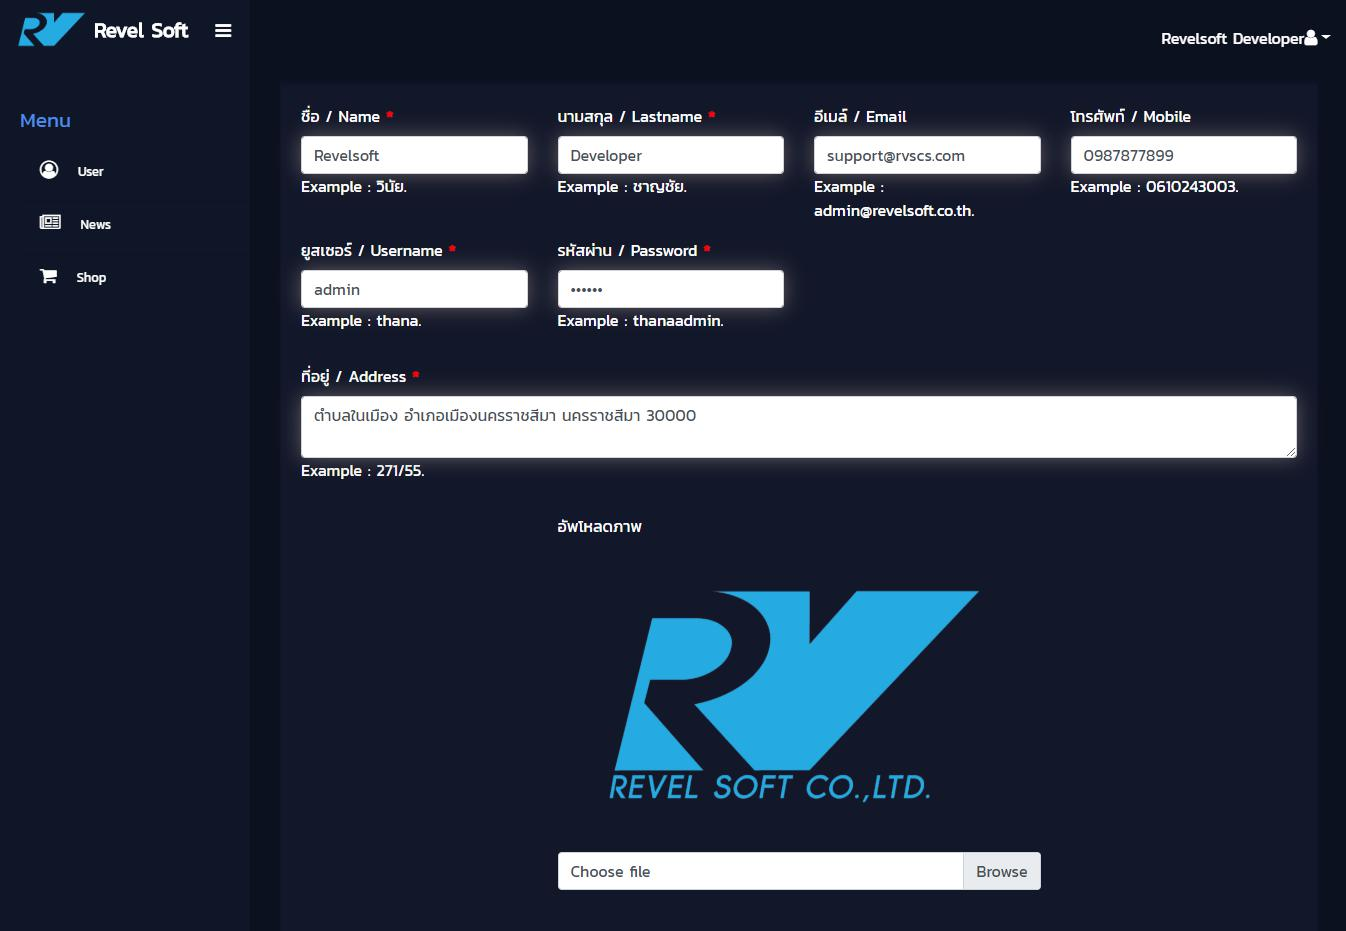 Revel Soft
Revelsoft Developer
Menu
User
News
Shop
ชื่อ / Name *
Revelsoft
Example : วินัย.
นามสกุล / Lastname *
Developer
Example : ชาญชัย.
อีเมล์ / Email
support@rvscs.com
Example :
admin@revelsoft.co.th.
โทรศัพท์ / Mobile
0987877899
Example : 0610243003.
ยูสเซอร์ / Username *
admin
Example : thana.
รหัสผ่าน / Password *
••••••
Example : thanaadmin.
ที่อยู่ / Address *
ตำบลในเมือง อำเภอเมืองนครราชสีมา นครราชสีมา 30000
Example : 271/55.
อัพโหลดภาพ
RV
REVEL SOFT CO.,LTD.
Choose file
Browse